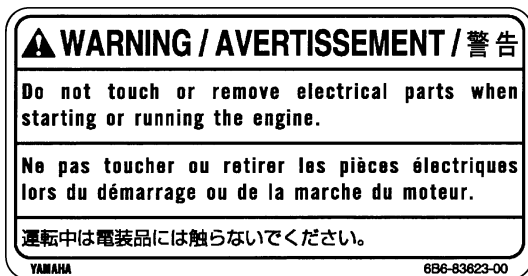 ⚠ WARNING / AVERTISSEMENT / 警告
Do not touch or remove electrical parts when
starting or running the engine.
Ne pas toucher ou retirer les pièces électriques
lors du démarrage ou de la marche du moteur.
運転中は電装品には触らないでください。
YAMAHA 6B6-83623-00